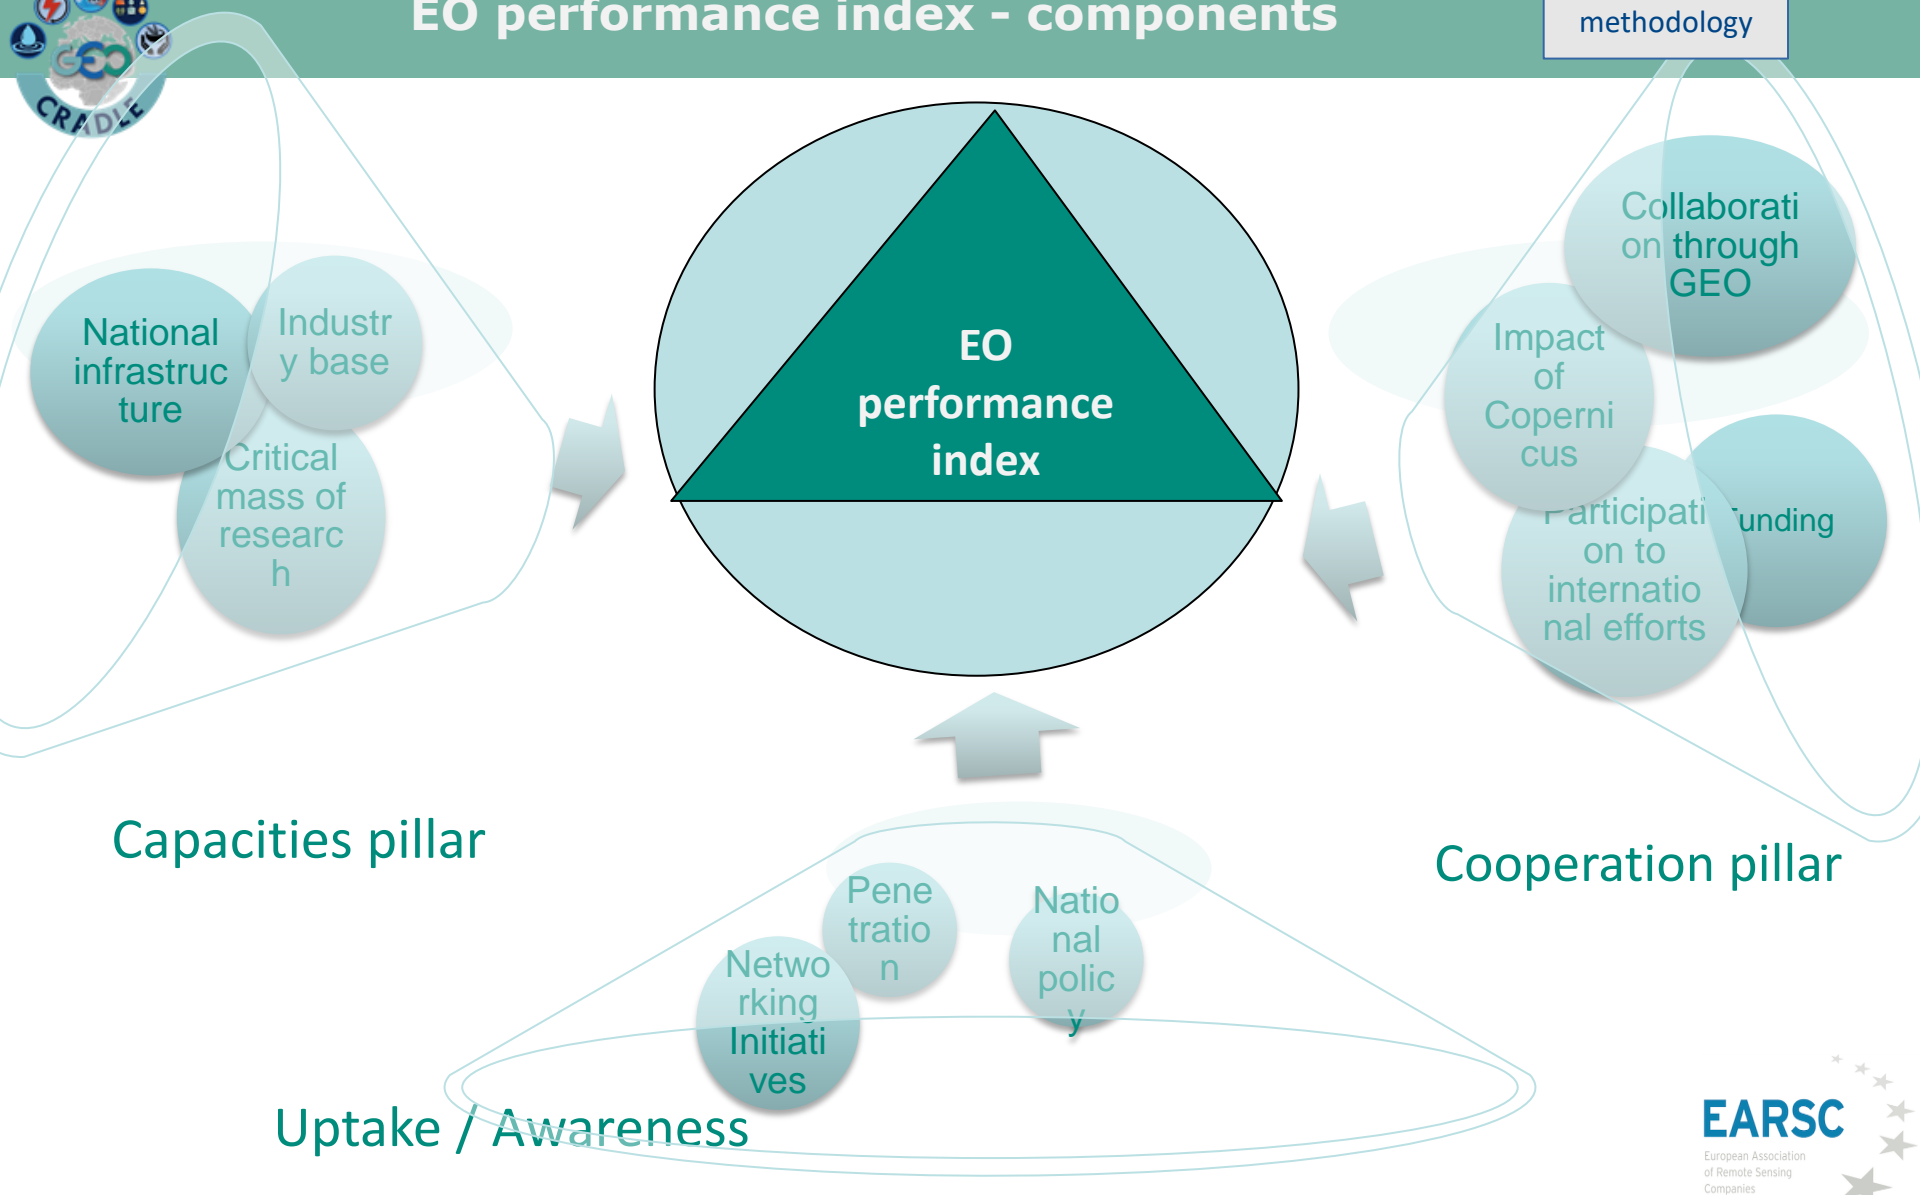 EO performance index - components
methodology
GEO
CRADLE
National
infrastruc
ture
Industr
y base
Critical
mass of
researc
h
EO
performance
index
Collaborati
on through
GEO
Impact
of
Coperni
cus
Participati
on to
internatio
nal efforts
Funding
Capacities pillar
Cooperation pillar
Pene
tratio
n
Natio
nal
polic
y
Netwo
rking
Initiati
ves
Uptake / Awareness
EARSC
European Association
of Remote Sensing
Companies